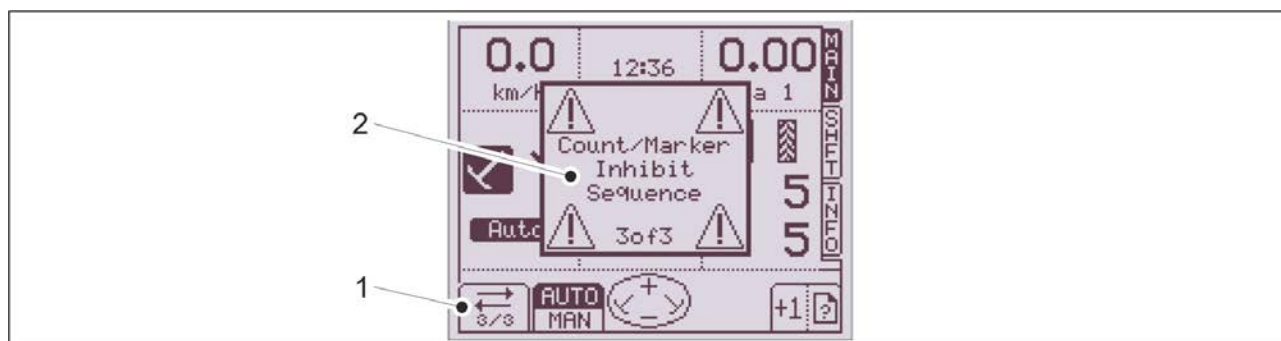 0.0
12:36
0.00
km/h
a 1
MAIN
SHFT
INFO
2
Count/Marker
Inhibit
Sequence
3of3
Auto
5
5
1
3/3
AUTO
MAN
+
-
+1
?